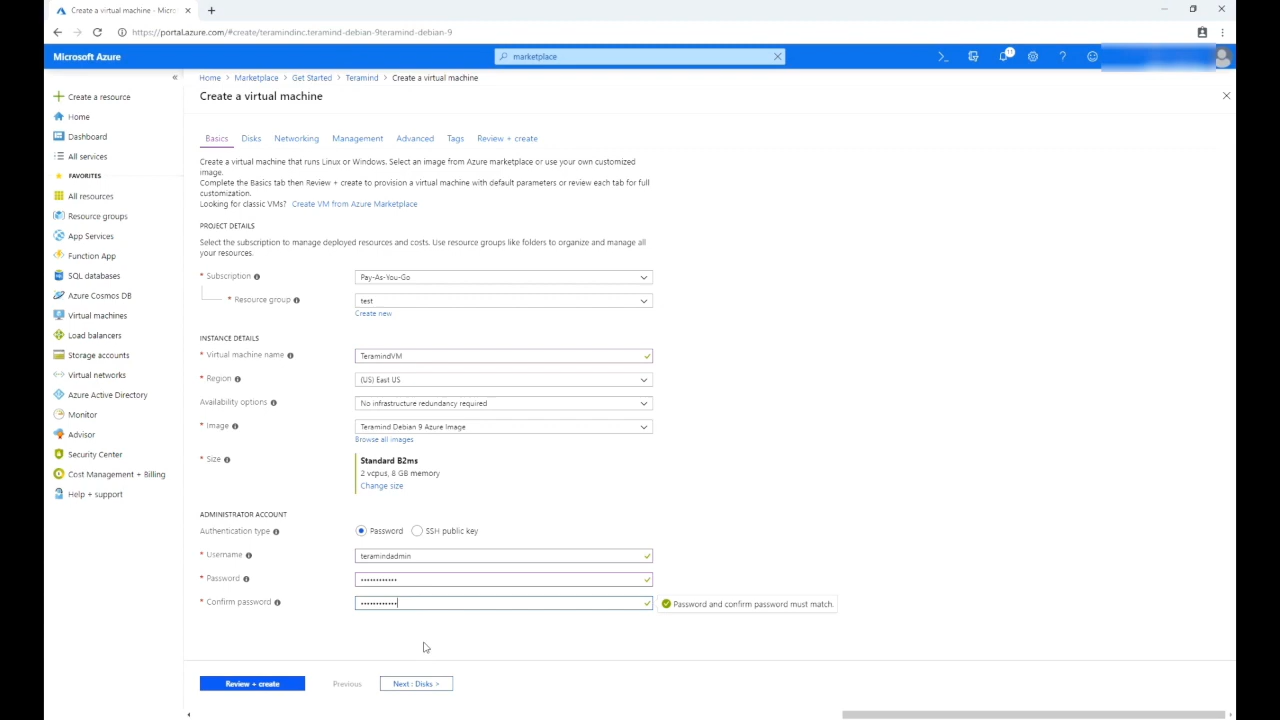 Create a virtual machine - Micro
https://portal.azure.com/#create/teramindinc.teramind-debian-9teramind-debian-9
Microsoft Azure
marketplace
11
Home > Marketplace > Get Started > Teramind > Create a virtual machine
Create a virtual machine
Create a resource
Home
Dashboard
All services
FAVORITES
All resources
Resource groups
App Services
Function App
SQL databases
Azure Cosmos DB
Virtual machines
Load balancers
Storage accounts
Virtual networks
Azure Active Directory
Monitor
Advisor
Security Center
Cost Management + Billing
Help + support
Basics Disks Networking Management Advanced Tags Review + create
Create a virtual machine that runs Linux or Windows. Select an image from Azure marketplace or use your own customized
image.
Complete the Basics tab then Review + create to provision a virtual machine with default parameters or review each tab for full
customization.
Looking for classic VMs? Create VM from Azure Marketplace
PROJECT DETAILS
Select the subscription to manage deployed resources and costs. Use resource groups like folders to organize and manage all
your resources.
* Subscription Pay-As-You-Go
* Resource group test
Create new
INSTANCE DETAILS
* Virtual machine name TeramindVM
* Region (US) East US
Availability options No infrastructure redundancy required
* Image Teramind Debian 9 Azure Image
Browse all images
* Size Standard B2ms
2 vcpus, 8 GB memory
Change size
ADMINISTRATOR ACCOUNT
Authentication type Password SSH public key
* Username teramindadmin
* Password ••••••••••••
* Confirm password •••••••••••• Password and confirm password must match.
Review + create Previous Next : Disks >